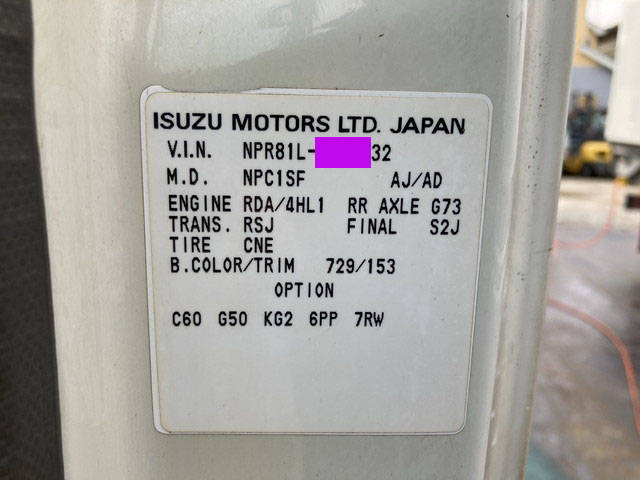 ISUZU MOTORS LTD. JAPAN
V.I.N. NPR81L- 32
M.D. NPC1SF AJ/AD
ENGINE RDA/4HL1 RR AXLE G73
TRANS. RSJ FINAL S2J
TIRE CNE
B.COLOR/TRIM 729/153
OPTION
C60 G50 KG2 6PP 7RW